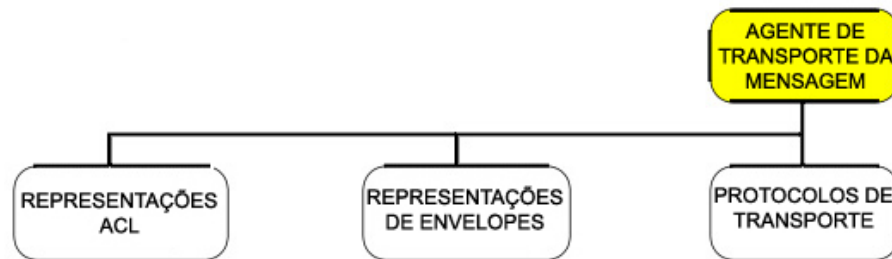 AGENTE DE
TRANSPORTE DA
MENSAGEM
REPRESENTAÇÕES
ACL
REPRESENTAÇÕES
DE ENVELOPES
PROTOCOLOS DE
TRANSPORTE